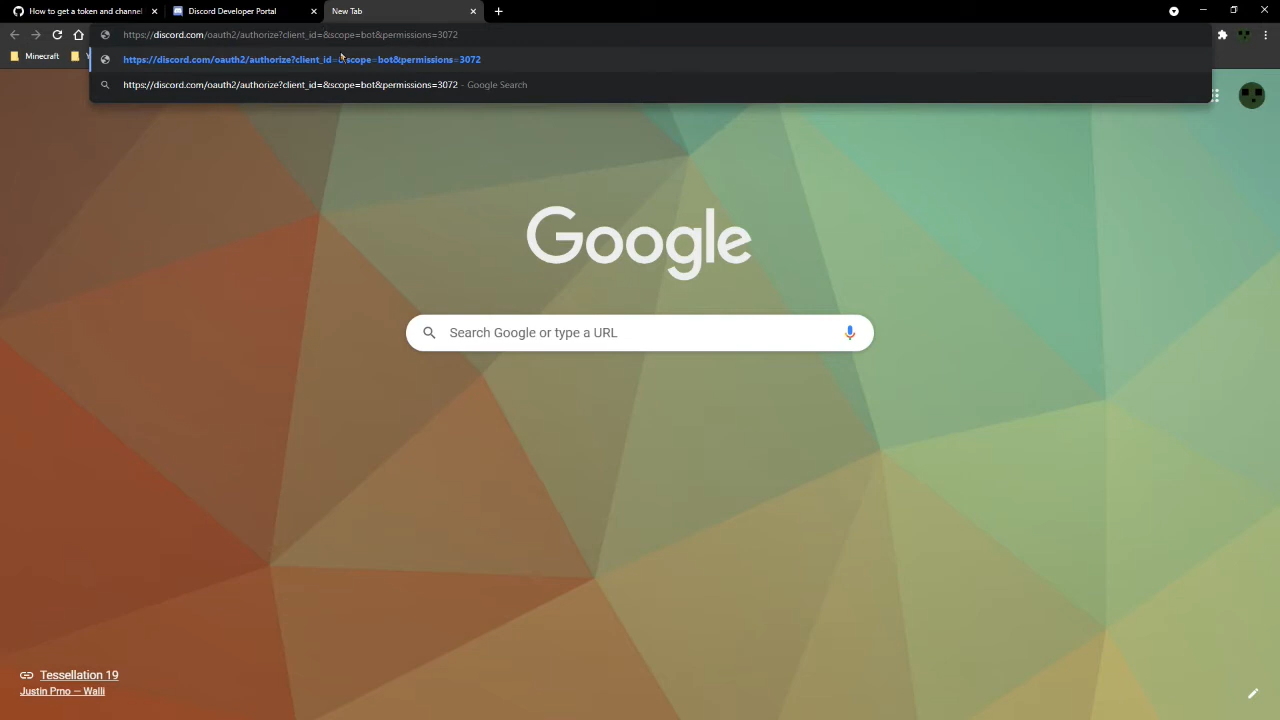 How to get a token and channel
Discord Developer Portal
New Tab
https://discord.com/oauth2/authorize?client_id=&scope=bot&permissions=3072
Minecraft
https://discord.com/oauth2/authorize?client_id=&scope=bot&permissions=3072
https://discord.com/oauth2/authorize?client_id=&scope=bot&permissions=3072 - Google Search
Google
Search Google or type a URL
Tessellation 19
Justin Prno — Walli